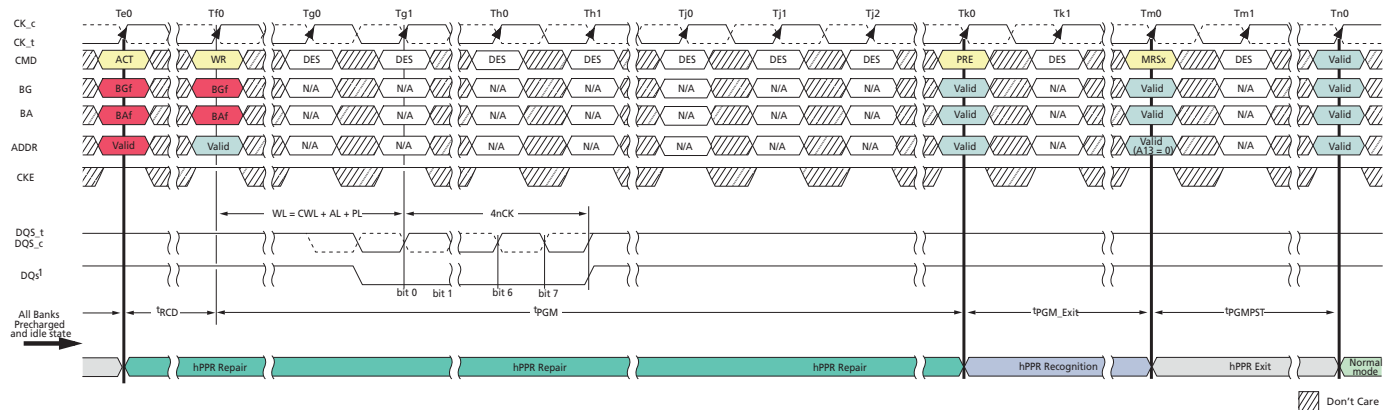 Te0 Tf0 Tg0 Tg1 Th0 Th1 Tj0 Tj1 Tj2 Tk0 Tk1 Tm0 Tm1 Tn0
CK_c
CK_t
CMD ACT WR DES DES DES DES DES DES DES PRE DES MRSx DES Valid
BG BGf BGf N/A N/A N/A N/A N/A N/A N/A Valid N/A Valid N/A Valid
BA BAf BAf N/A N/A N/A N/A N/A N/A N/A Valid N/A Valid N/A Valid
ADDR Valid Valid N/A N/A N/A N/A N/A N/A N/A Valid N/A Valid (A13 = 0) N/A Valid
CKE
WL = CWL + AL + PL 4nCK
DQS_t
DQS_c
DQs1
bit 0 bit 1 bit 6 bit 7
All Banks
Precharged
and idle state
tRCD tPGM tPGM_Exit tPGMPST
hPPR Repair hPPR Repair hPPR Repair hPPR Recognition hPPR Exit Normal
mode
Don't Care